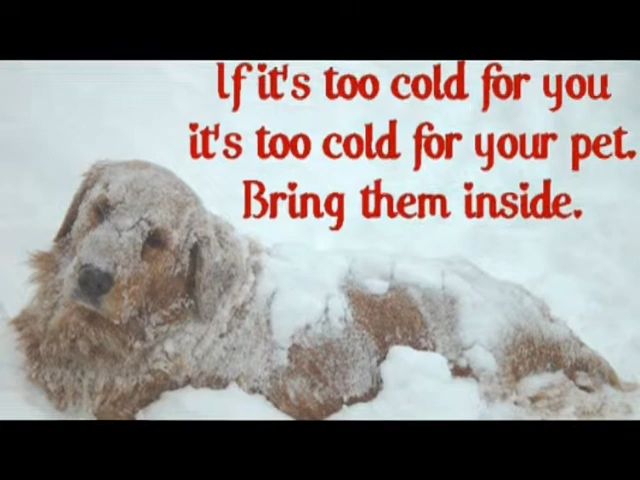 If it's too cold for you
it's too cold for your pet.
Bring them inside.